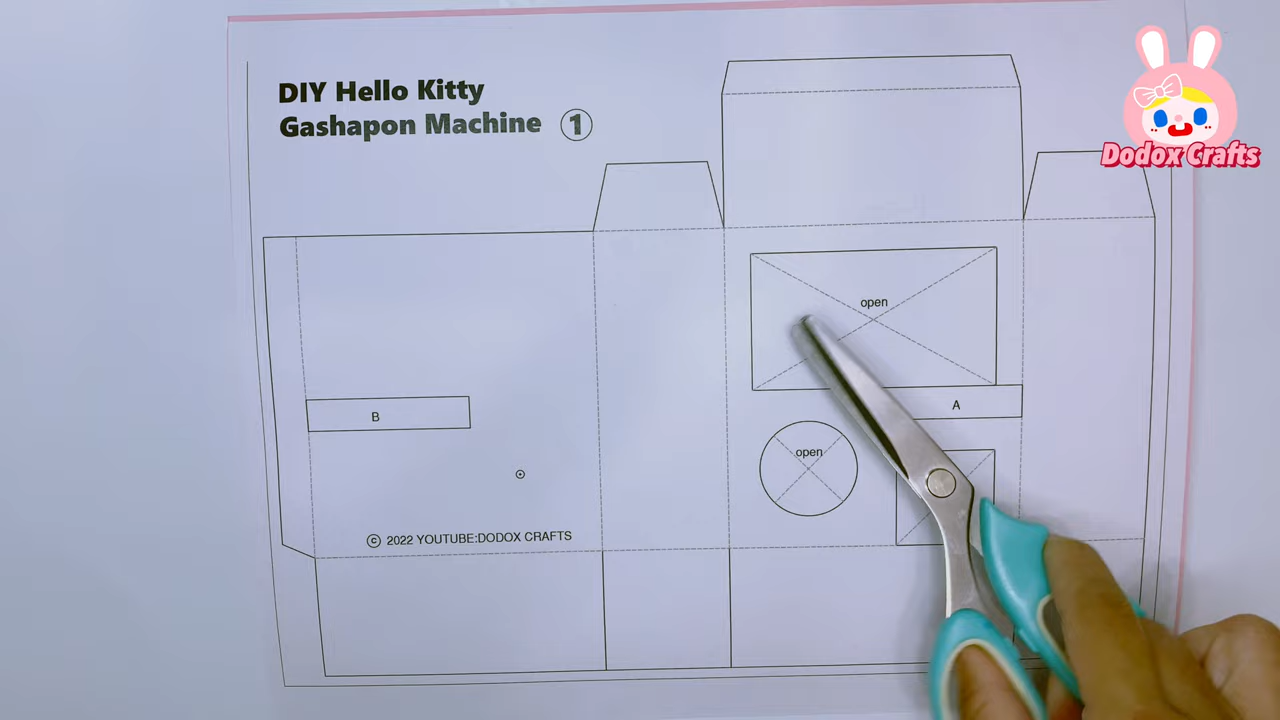 DIY Hello Kitty
Gashapon Machine ①
Dodox Crafts
open
B
A
open
© 2022 YOUTUBE:DODOX CRAFTS